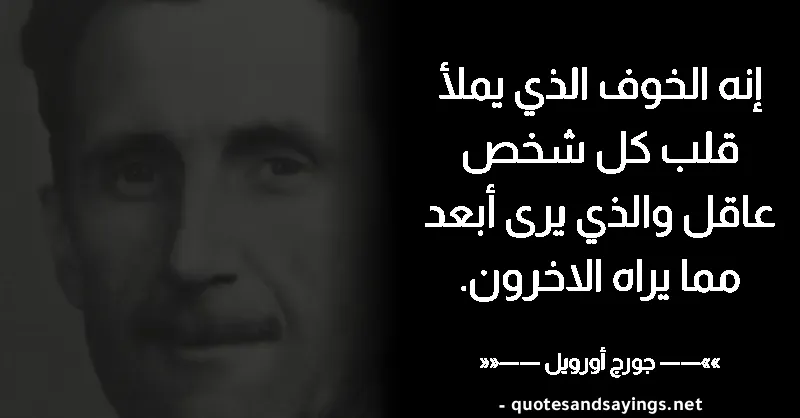 إنه الخوف الذي يملأ
قلب كل شخص
عاقل والذي يرى أبعد
مما يراه الاخرون.
»»—— جورج أورويل ——««
- quotesandsayings.net